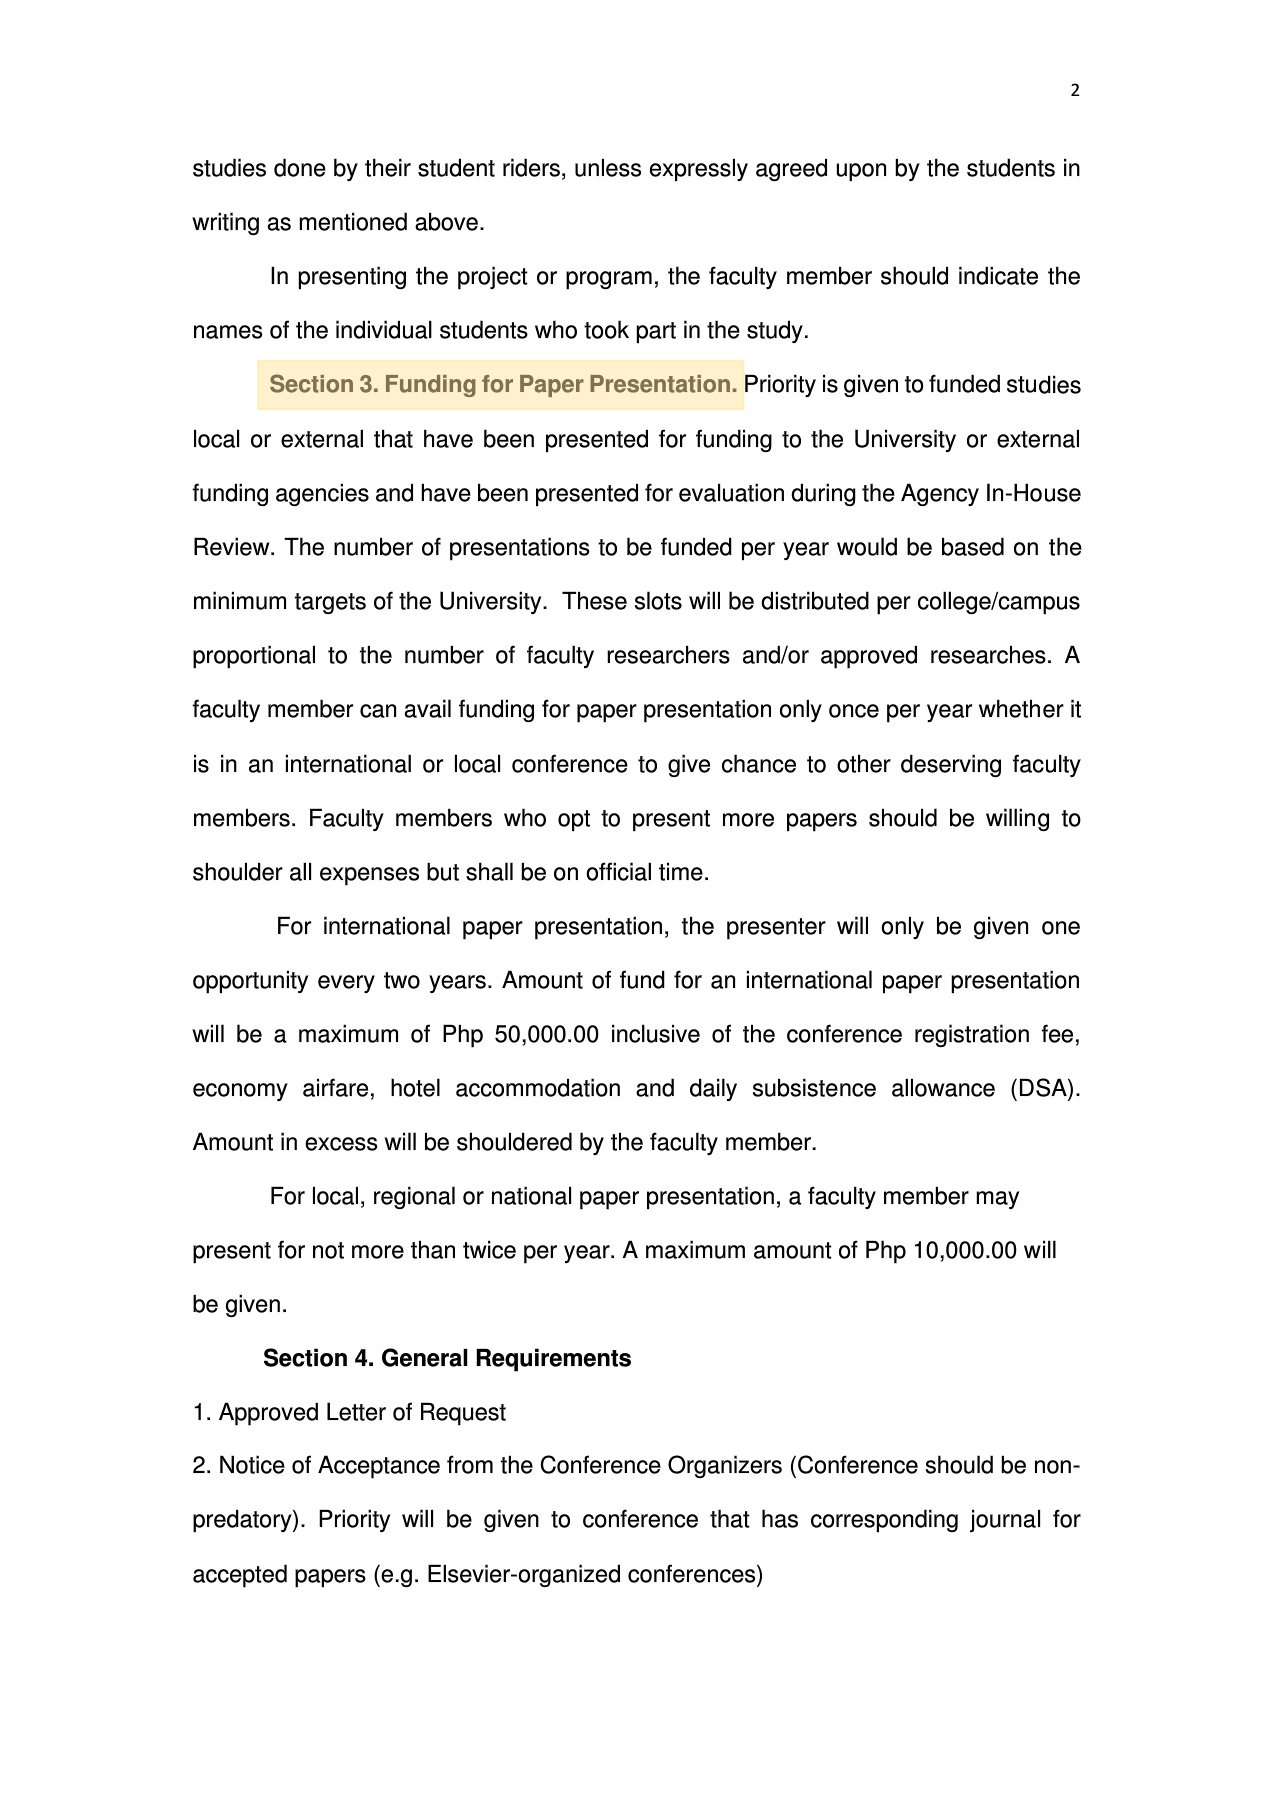 2
studies done by their student riders, unless expressly agreed upon by the students in
writing as mentioned above.
In presenting the project or program, the faculty member should indicate the
names of the individual students who took part in the study.
Section 3. Funding for Paper Presentation. Priority is given to funded studies
local or external that have been presented for funding to the University or external
funding agencies and have been presented for evaluation during the Agency In-House
Review. The number of presentations to be funded per year would be based on the
minimum targets of the University.  These slots will be distributed per college/campus
proportional to the number of faculty researchers and/or approved researches. A
faculty member can avail funding for paper presentation only once per year whether it
is in an international or local conference to give chance to other deserving faculty
members. Faculty members who opt to present more papers should be willing to
shoulder all expenses but shall be on official time.
For international paper presentation, the presenter will only be given one
opportunity every two years. Amount of fund for an international paper presentation
will be a maximum of Php 50,000.00 inclusive of the conference registration fee,
economy airfare, hotel accommodation and daily subsistence allowance (DSA).
Amount in excess will be shouldered by the faculty member.
For local, regional or national paper presentation, a faculty member may
present for not more than twice per year. A maximum amount of Php 10,000.00 will
be given.
Section 4. General Requirements
1. Approved Letter of Request
2. Notice of Acceptance from the Conference Organizers (Conference should be non-
predatory). Priority will be given to conference that has corresponding journal for
accepted papers (e.g. Elsevier-organized conferences)